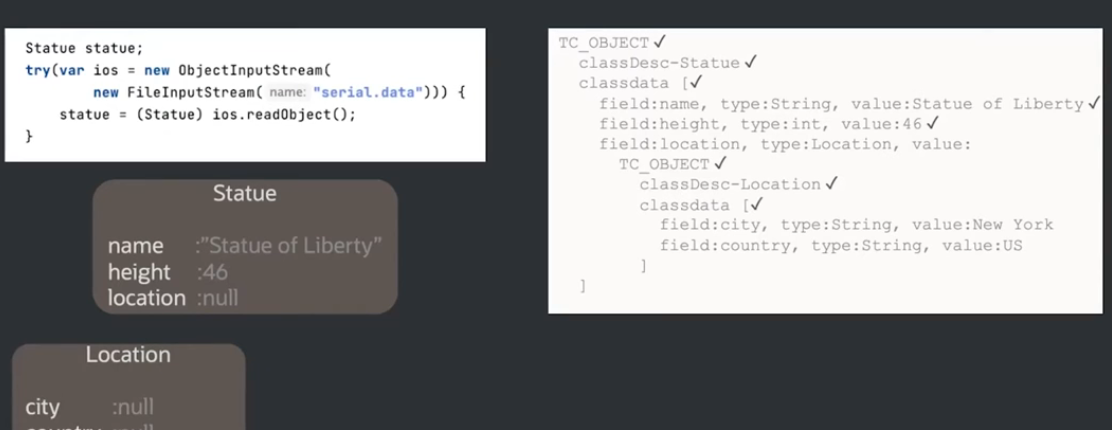 Statue statue;
try(var ios = new ObjectInputStream(
new FileInputStream( name: "serial.data"))) {
statue = (Statue) ios.readObject();
}
TC_OBJECT ✓
classDesc-Statue ✓
classdata [✓
field:name, type:String, value:Statue of Liberty ✓
field:height, type:int, value:46 ✓
field:location, type:Location, value:
TC_OBJECT ✓
classDesc-Location ✓
classdata [✓
field:city, type:String, value:New York
field:country, type:String, value:US
]
]
Statue
name :"Statue of Liberty"
height :46
location :null
Location
city :null
country :null